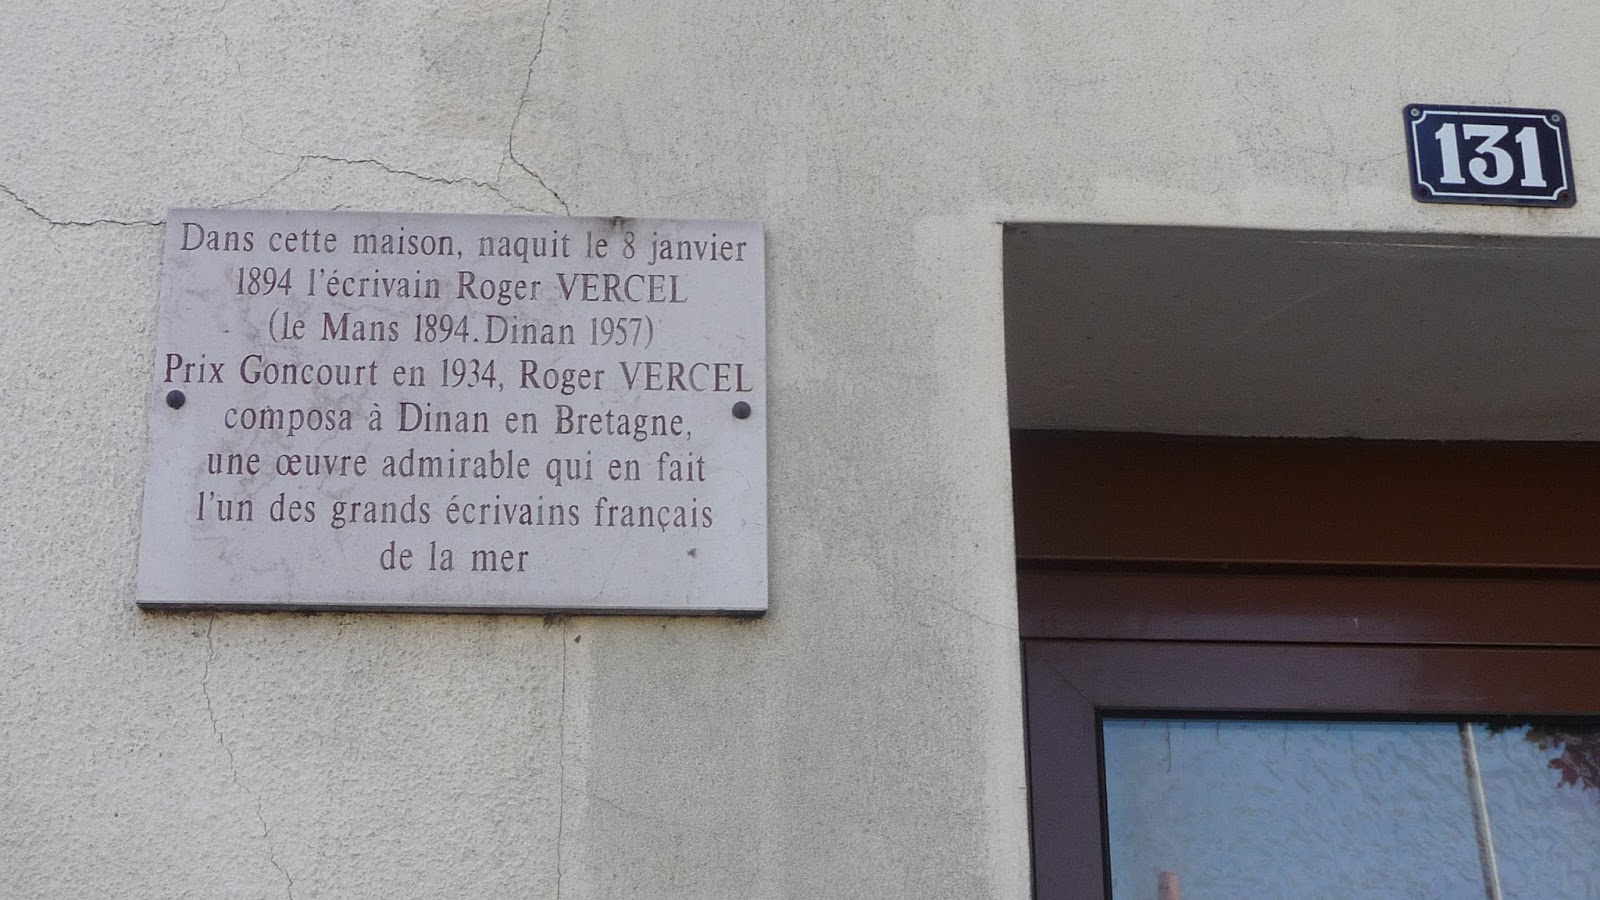 Dans cette maison, naquit le 8 janvier
1894 l'écrivain Roger VERCEL
(le Mans 1894.Dinan 1957)
Prix Goncourt en 1934, Roger VERCEL
composa à Dinan en Bretagne,
une œuvre admirable qui en fait
l'un des grands écrivains français
de la mer
131